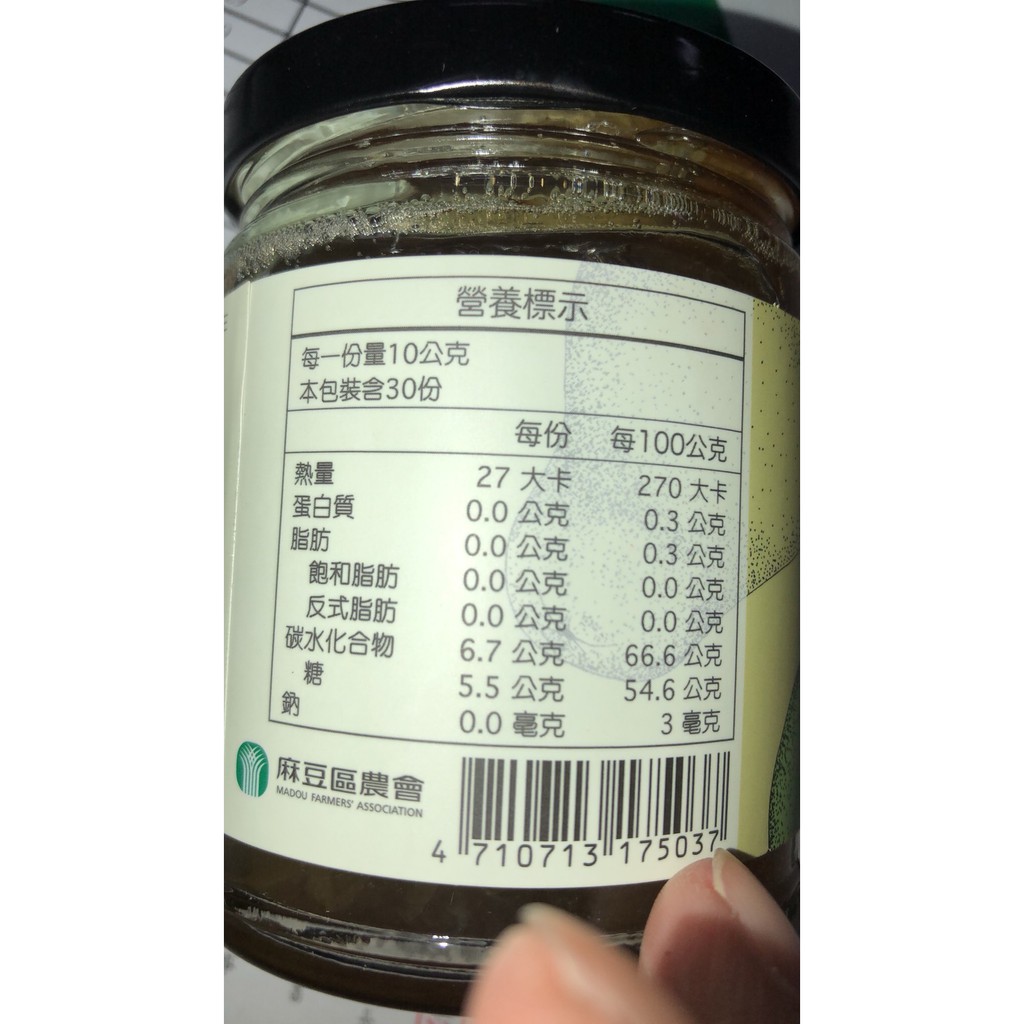 營養標示
每一份量10公克
本包裝含30份
每份 每100公克
熱量 27 大卡 270 大卡
蛋白質 0.0 公克 0.3 公克
脂肪 0.0 公克 0.3 公克
飽和脂肪 0.0 公克 0.0 公克
反式脂肪 0.0 公克 0.0 公克
碳水化合物 6.7 公克 66.6 公克
糖 5.5 公克 54.6 公克
鈉 0.0 毫克 3 毫克
麻豆區農會
MADOU FARMERS' ASSOCIATION
4 710713 175037